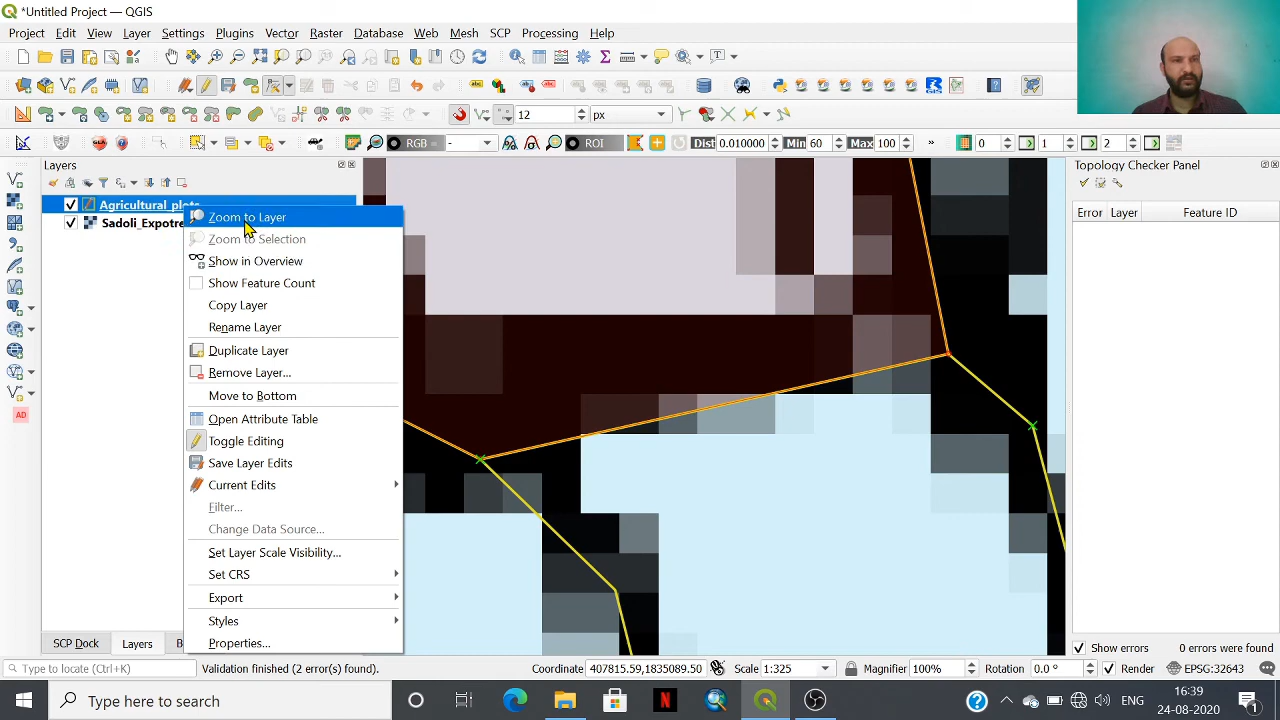 *Untitled Project — QGIS
Project Edit View Layer Settings Plugins Vector Raster Database Web Mesh SCP Processing Help
12 px
RGB = - ROI Dist 0.010000 Min 60 Max 100 » 0 1 2
Layers
Topology Checker Panel
Agricultural_plots
Sadoli_Expotre
Error Layer Feature ID
Zoom to Layer
Zoom to Selection
Show in Overview
Show Feature Count
Copy Layer
Rename Layer
Duplicate Layer
Remove Layer...
Move to Bottom
Open Attribute Table
Toggle Editing
Save Layer Edits
Current Edits
Filter...
Change Data Source...
Set Layer Scale Visibility...
Set CRS
Export
Styles
Properties...
AD
SCP Dock Layers B
Show errors 0 errors were found
Type to locate (Ctrl+K) Validation finished (2 error(s) found). Coordinate 407815.59,1835089.50 Scale 1:325 Magnifier 100% Rotation 0.0 ° Render EPSG:32643
Type here to search
N
ENG
16:39
24-08-2020
1